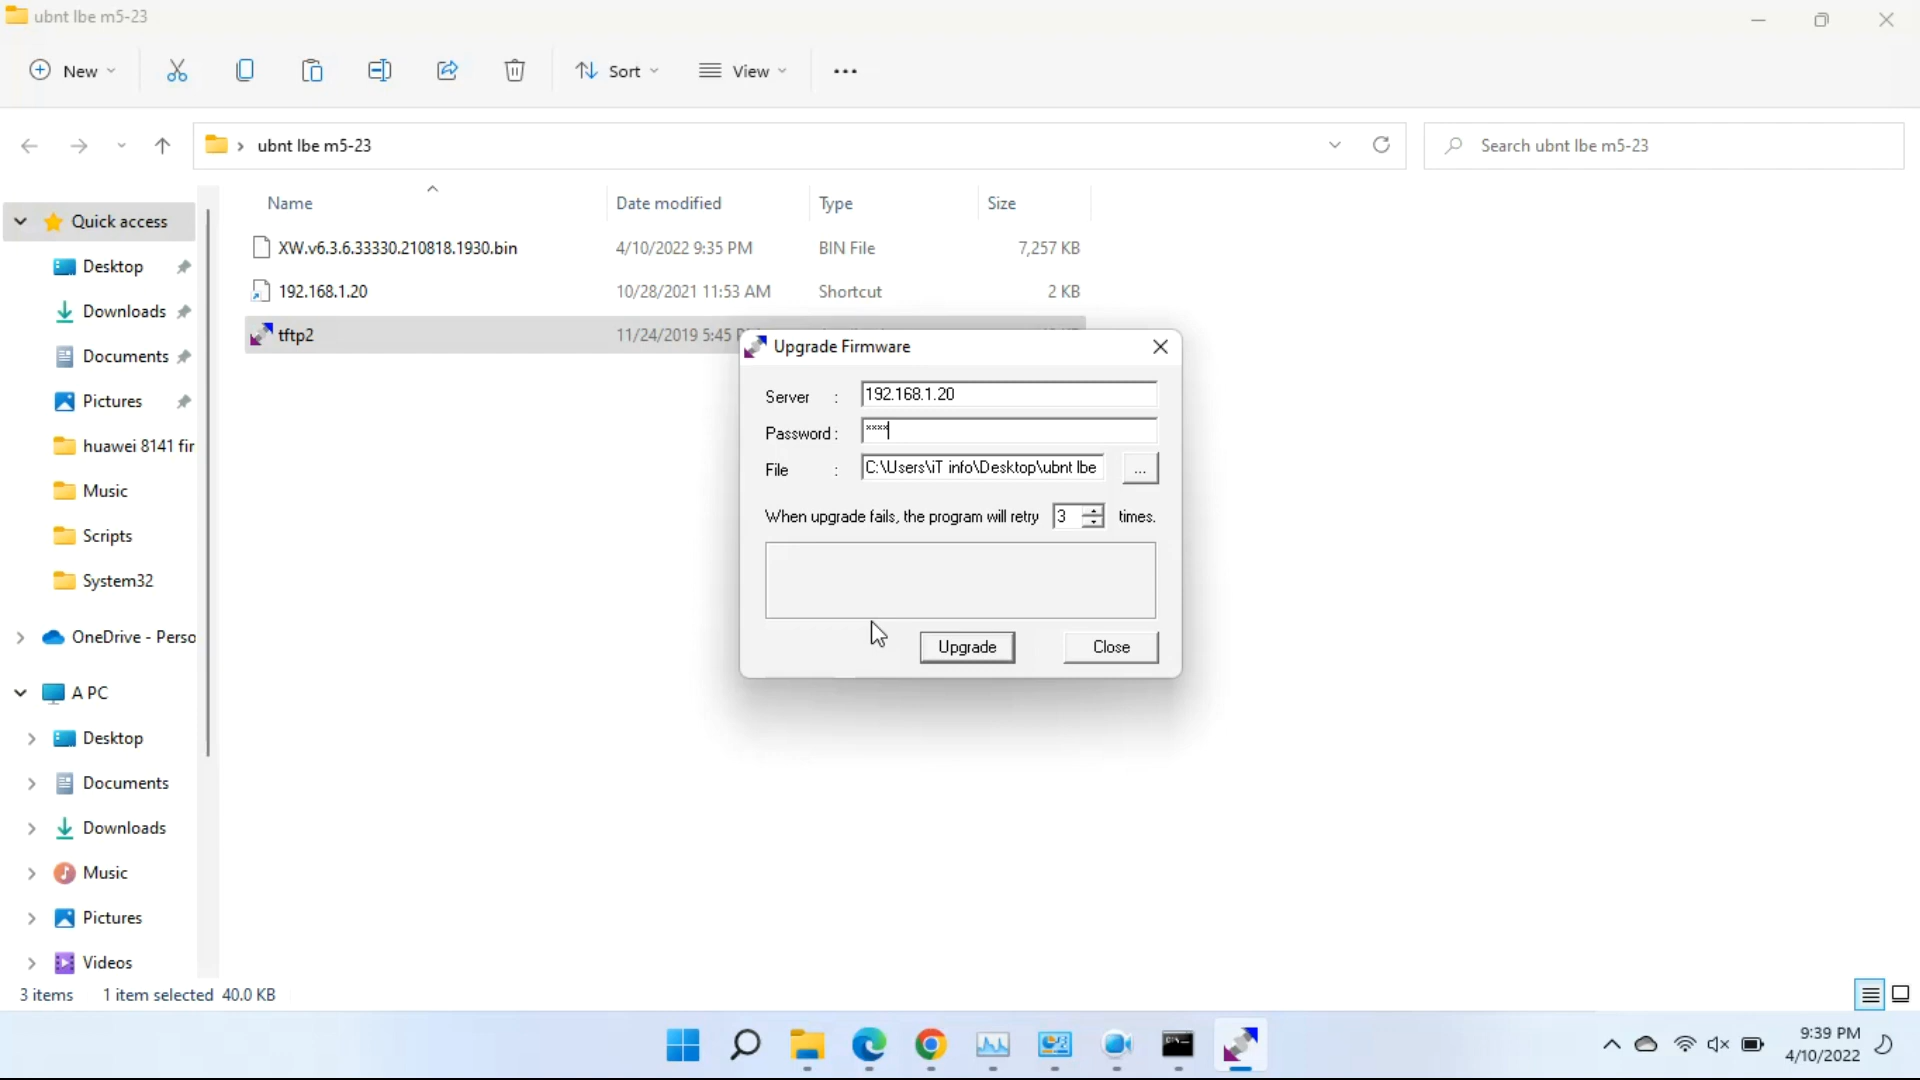 ubnt lbe m5-23
New
Sort
View
ubnt lbe m5-23
Search ubnt lbe m5-23
Name
Date modified
Type
Size
XW.v6.3.6.33330.210818.1930.bin
4/10/2022 9:35 PM
BIN File
7,257 KB
192.168.1.20
10/28/2021 11:53 AM
Shortcut
2 KB
tftp2
11/24/2019 5:45
Quick access
Desktop
Downloads
Documents
Pictures
huawei 8141 fir
Music
Scripts
System32
OneDrive - Perso
A PC
Desktop
Documents
Downloads
Music
Pictures
Videos
Upgrade Firmware
Server :
192.168.1.20
Password :
****
File :
C:\Users\iT info\Desktop\ubnt lbe
...
When upgrade fails, the program will retry 3 times.
Upgrade
Close
3 items
1 item selected 40.0 KB
9:39 PM
4/10/2022